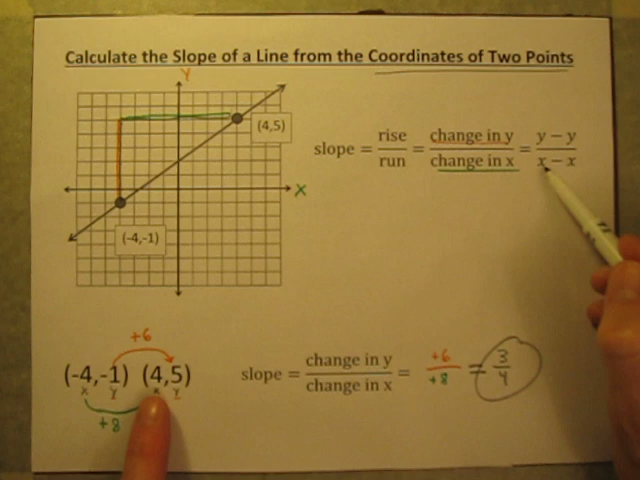 Calculate the Slope of a Line from the Coordinates of Two Points
Y
(4,5)
slope = rise/run = change in y/change in x = y − y/x − x
X
(-4,-1)
+6
(-4,-1) (4,5)
x y x y
+8
slope = change in y/change in x = +6/+8 = 3/4